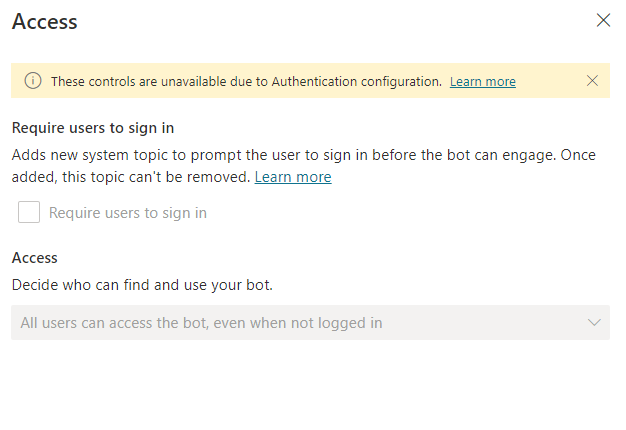 Access
These controls are unavailable due to Authentication configuration. Learn more
Require users to sign in
Adds new system topic to prompt the user to sign in before the bot can engage. Once
added, this topic can't be removed. Learn more
Require users to sign in
Access
Decide who can find and use your bot.
All users can access the bot, even when not logged in